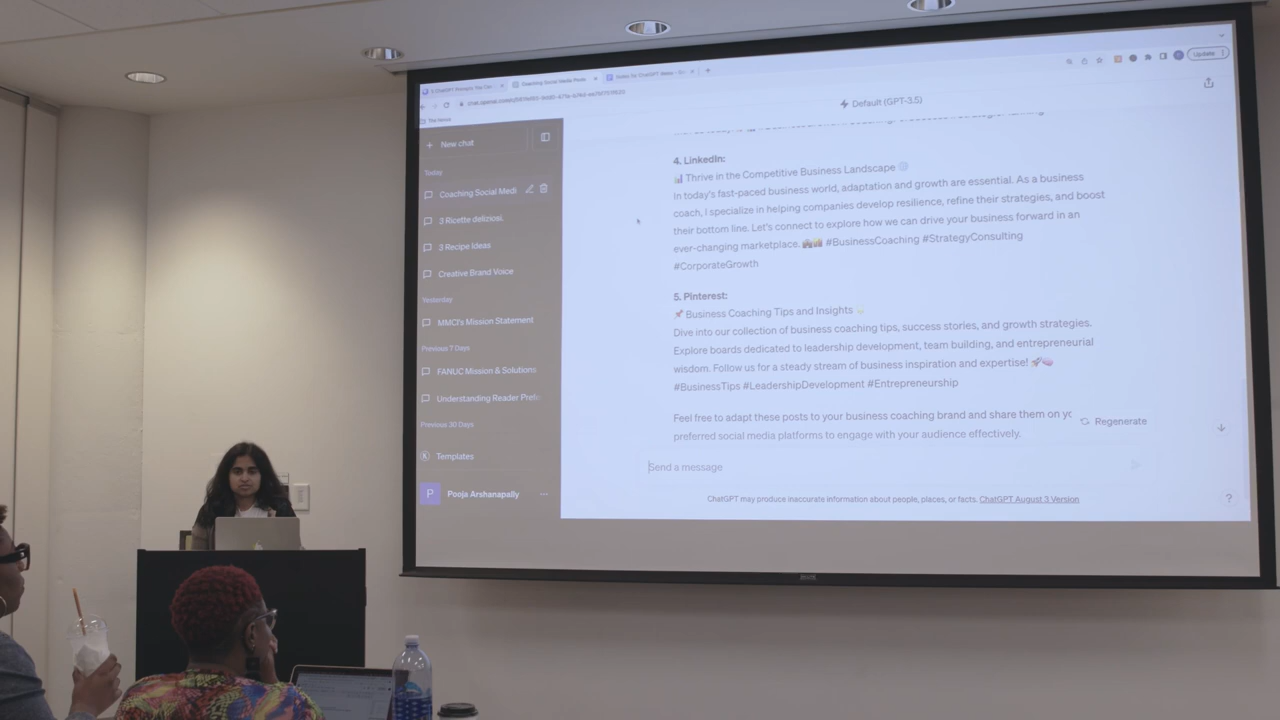 Coaching Social Media Posts
Update
The Novus
Default (GPT-3.5)
New chat
Today
Coaching Social Medi
3 Ricette deliziosi.
3 Recipe Ideas
Creative Brand Voice
Yesterday
MMCI's Mission Statement
Previous 7 Days
FANUC Mission & Solutions
Understanding Reader Prefe
Previous 30 Days
Templates
P Pooja Arshanapally
4. LinkedIn:
Thrive in the Competitive Business Landscape
In today's fast-paced business world, adaptation and growth are essential. As a business
coach, I specialize in helping companies develop resilience, refine their strategies, and boost
their bottom line. Let's connect to explore how we can drive your business forward in an
ever-changing marketplace. #BusinessCoaching #StrategyConsulting
#CorporateGrowth
5. Pinterest:
Business Coaching Tips and Insights
Dive into our collection of business coaching tips, success stories, and growth strategies.
Explore boards dedicated to leadership development, team building, and entrepreneurial
wisdom. Follow us for a steady stream of business inspiration and expertise!
#BusinessTips #LeadershipDevelopment #Entrepreneurship
Feel free to adapt these posts to your business coaching brand and share them on yo
preferred social media platforms to engage with your audience effectively.
Regenerate
Send a message
ChatGPT may produce inaccurate information about people, places, or facts. ChatGPT August 3 Version
?